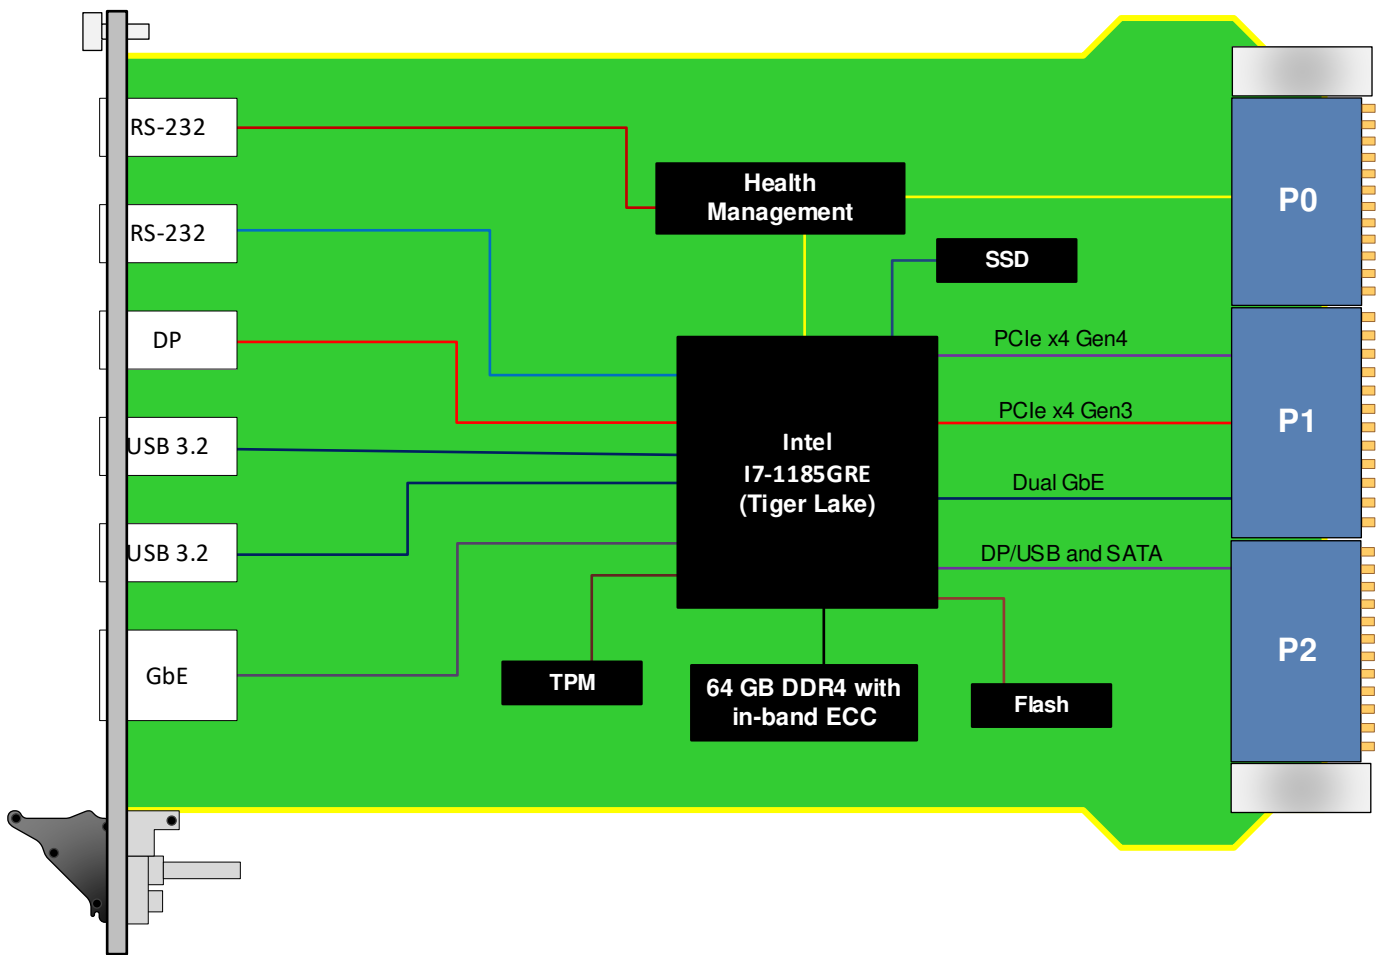 RS-232
RS-232
DP
USB 3.2
USB 3.2
GbE
Health
Management
SSD
Intel
I7-1185GRE
(Tiger Lake)
TPM
64 GB DDR4 with
in-band ECC
Flash
PCIe x4 Gen4
PCIe x4 Gen3
Dual GbE
DP/USB and SATA
P0
P1
P2